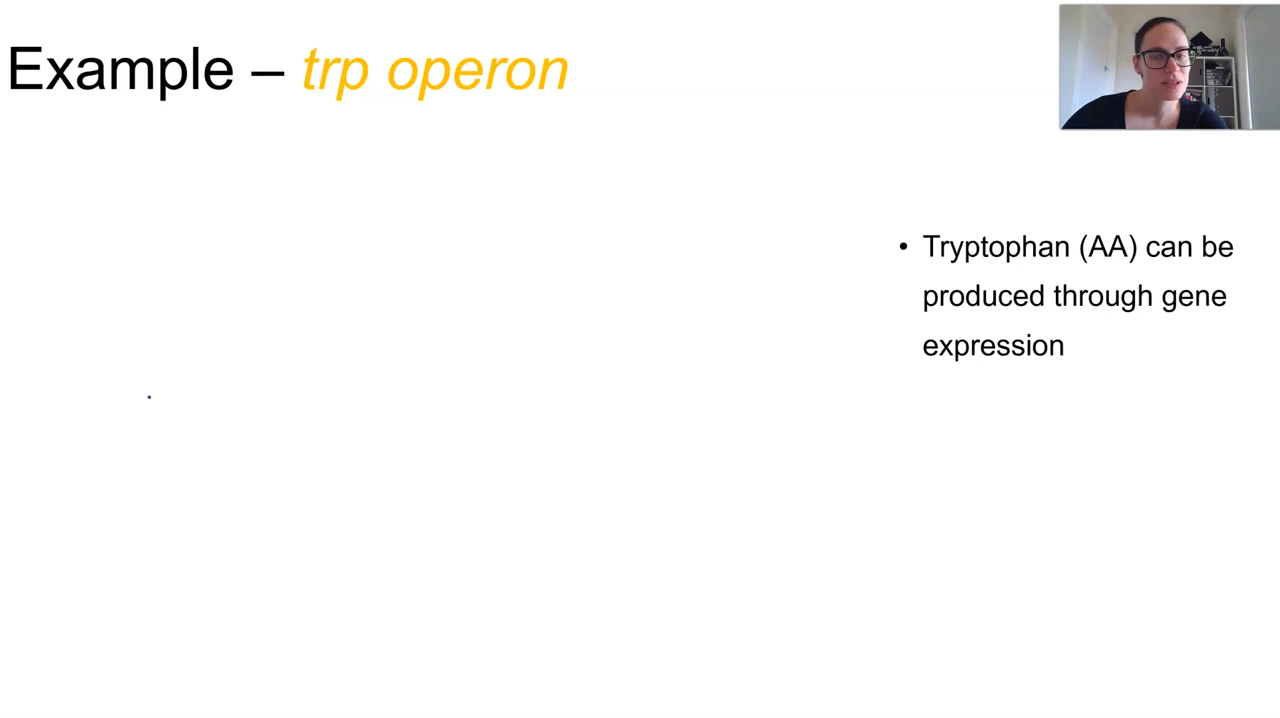 Example – trp operon
• Tryptophan (AA) can be
produced through gene
expression